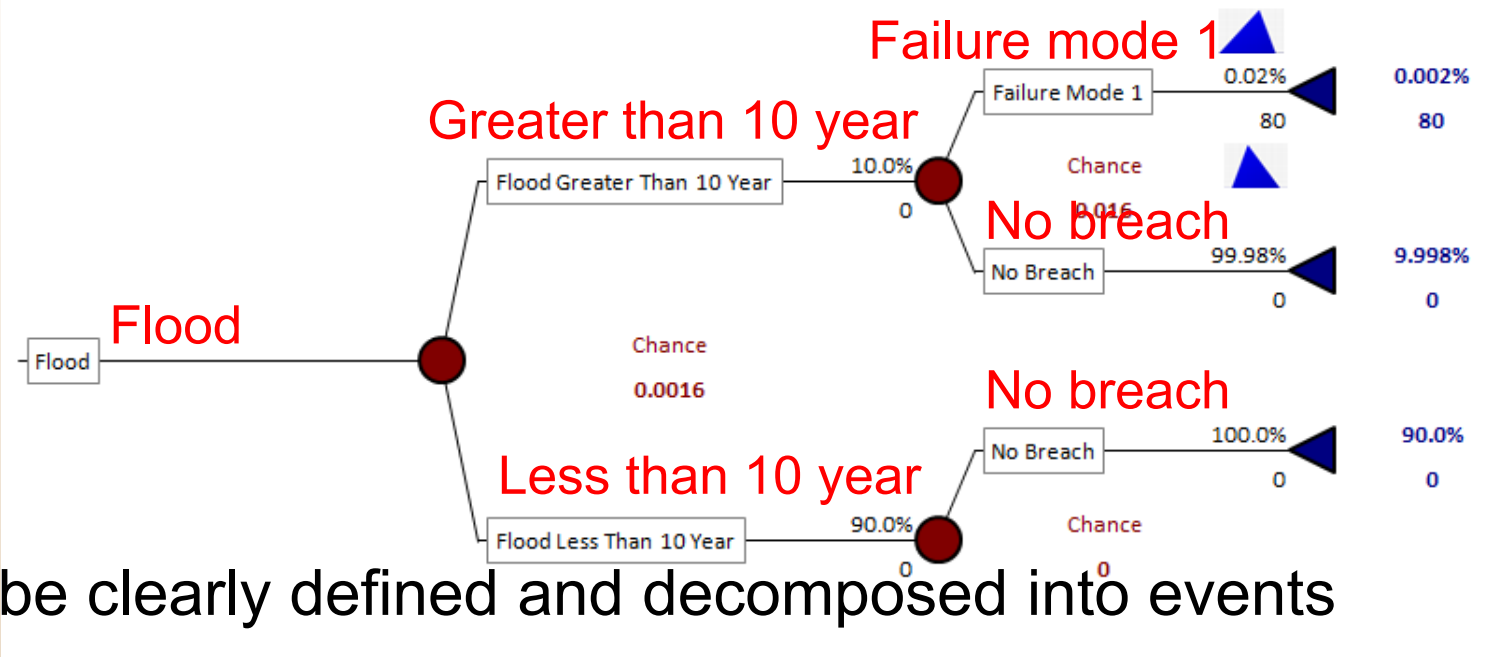 Failure mode 1
0.02% 0.002%
Failure Mode 1
80 80
Greater than 10 year
10.0% Chance
Flood Greater Than 10 Year
0 0.016
No breach
99.98% 9.998%
No Breach
0 0
Flood
Flood
Chance
0.0016
No breach
100.0% 90.0%
No Breach
0 0
Less than 10 year
90.0% Chance
Flood Less Than 10 Year
0 0
be clearly defined and decomposed into events